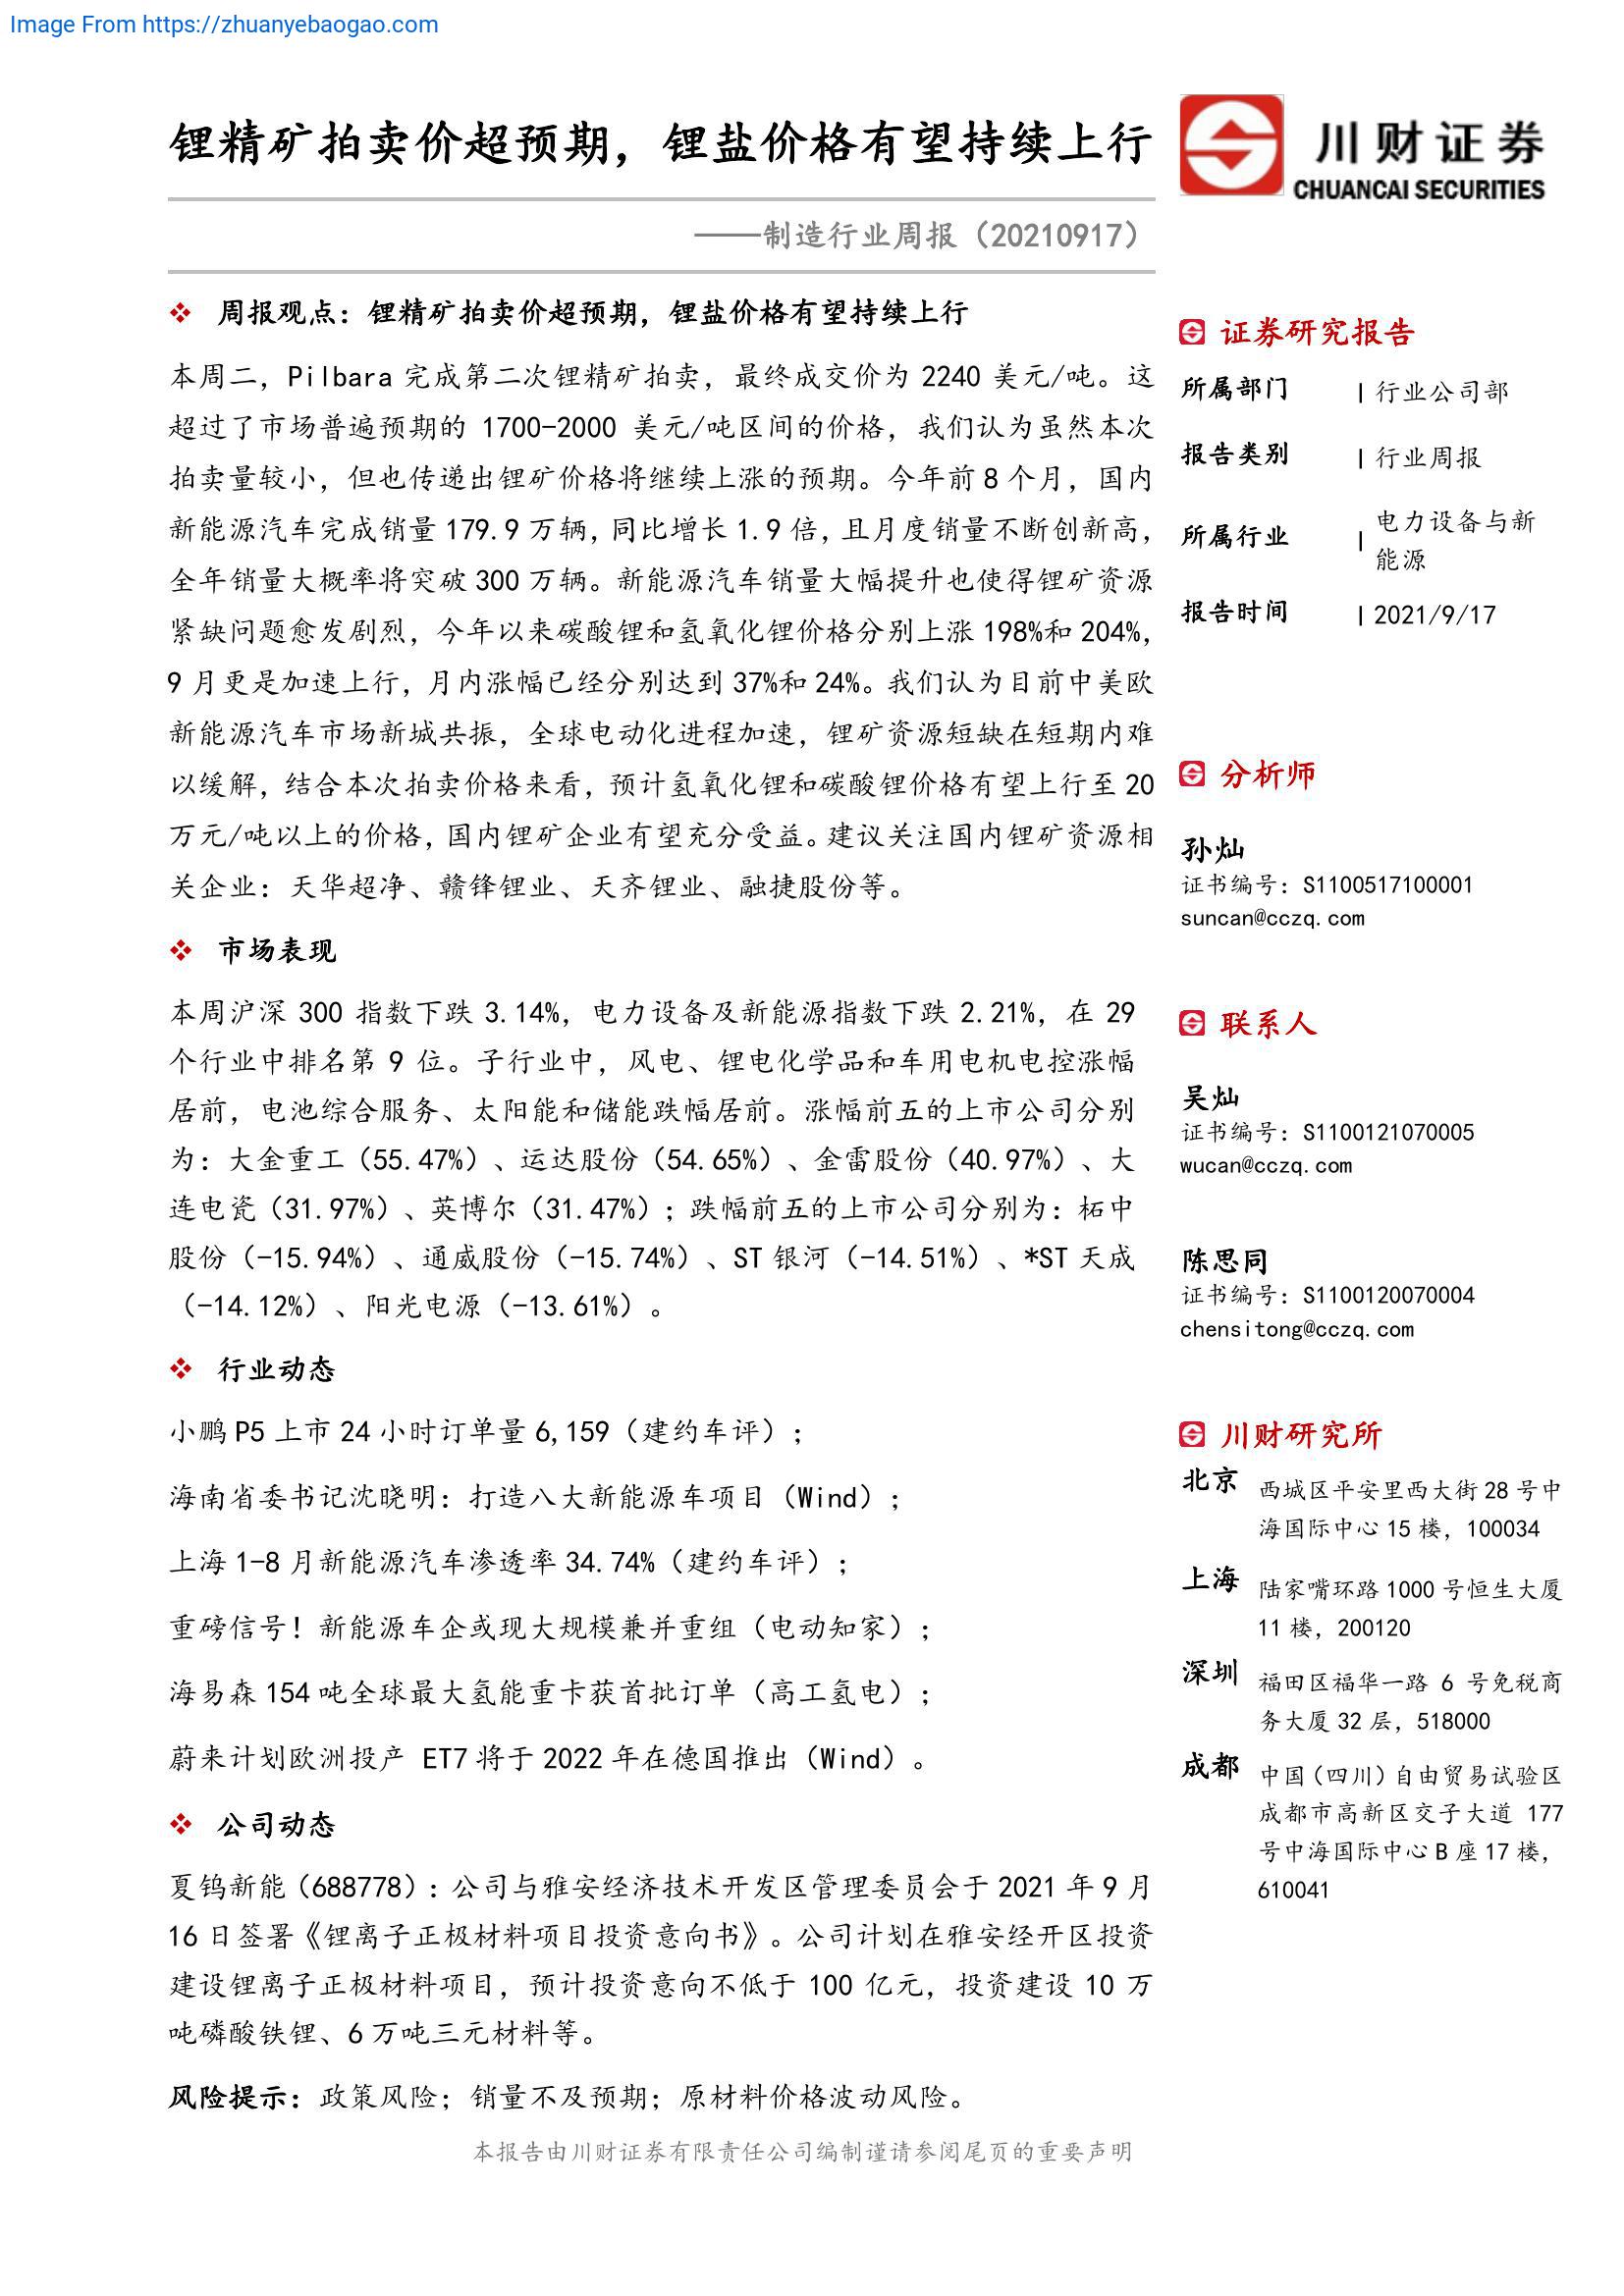 Image From https://zhuanyebaogao.com
锂精矿拍卖价超预期，锂盐价格有望持续上行
川财证券
CHUANCAI SECURITIES
——制造行业周报（20210917）
❖ 周报观点：锂精矿拍卖价超预期，锂盐价格有望持续上行
本周二，Pilbara 完成第二次锂精矿拍卖，最终成交价为 2240 美元/吨。这
超过了市场普遍预期的 1700-2000 美元/吨区间的价格，我们认为虽然本次
拍卖量较小，但也传递出锂矿价格将继续上涨的预期。今年前 8 个月，国内
新能源汽车完成销量 179.9 万辆，同比增长 1.9 倍，且月度销量不断创新高，
全年销量大概率将突破 300 万辆。新能源汽车销量大幅提升也使得锂矿资源
紧缺问题愈发剧烈，今年以来碳酸锂和氢氧化锂价格分别上涨 198%和 204%，
9 月更是加速上行，月内涨幅已经分别达到 37%和 24%。我们认为目前中美欧
新能源汽车市场新城共振，全球电动化进程加速，锂矿资源短缺在短期内难
以缓解，结合本次拍卖价格来看，预计氢氧化锂和碳酸锂价格有望上行至 20
万元/吨以上的价格，国内锂矿企业有望充分受益。建议关注国内锂矿资源相
关企业：天华超净、赣锋锂业、天齐锂业、融捷股份等。
❖ 市场表现
本周沪深 300 指数下跌 3.14%，电力设备及新能源指数下跌 2.21%，在 29
个行业中排名第 9 位。子行业中，风电、锂电化学品和车用电机电控涨幅
居前，电池综合服务、太阳能和储能跌幅居前。涨幅前五的上市公司分别
为：大金重工（55.47%）、运达股份（54.65%）、金雷股份（40.97%）、大
连电瓷（31.97%）、英博尔（31.47%）；跌幅前五的上市公司分别为：柘中
股份（-15.94%）、通威股份（-15.74%）、ST 银河（-14.51%）、*ST 天成
（-14.12%）、阳光电源（-13.61%）。
❖ 行业动态
小鹏 P5 上市 24 小时订单量 6,159（建约车评）；
海南省委书记沈晓明：打造八大新能源车项目（Wind）；
上海 1-8 月新能源汽车渗透率 34.74%（建约车评）；
重磅信号！新能源车企或现大规模兼并重组（电动知家）；
海易森 154 吨全球最大氢能重卡获首批订单（高工氢电）；
蔚来计划欧洲投产 ET7 将于 2022 年在德国推出（Wind）。
❖ 公司动态
夏钨新能（688778）：公司与雅安经济技术开发区管理委员会于 2021 年 9 月
16 日签署《锂离子正极材料项目投资意向书》。公司计划在雅安经开区投资
建设锂离子正极材料项目，预计投资意向不低于 100 亿元，投资建设 10 万
吨磷酸铁锂、6 万吨三元材料等。
风险提示：政策风险；销量不及预期；原材料价格波动风险。
证券研究报告
所属部门 | 行业公司部
报告类别 | 行业周报
所属行业 | 电力设备与新
能源
报告时间 | 2021/9/17
分析师
孙灿
证书编号：S1100517100001
suncan@cczq.com
联系人
吴灿
证书编号：S1100121070005
wucan@cczq.com
陈思同
证书编号：S1100120070004
chensitong@cczq.com
川财研究所
北京 西城区平安里西大街 28 号中
海国际中心 15 楼，100034
上海 陆家嘴环路 1000 号恒生大厦
11 楼，200120
深圳 福田区福华一路 6 号免税商
务大厦 32 层，518000
成都 中国（四川）自由贸易试验区
成都市高新区交子大道 177
号中海国际中心 B 座 17 楼，
610041
本报告由川财证券有限责任公司编制谨请参阅尾页的重要声明